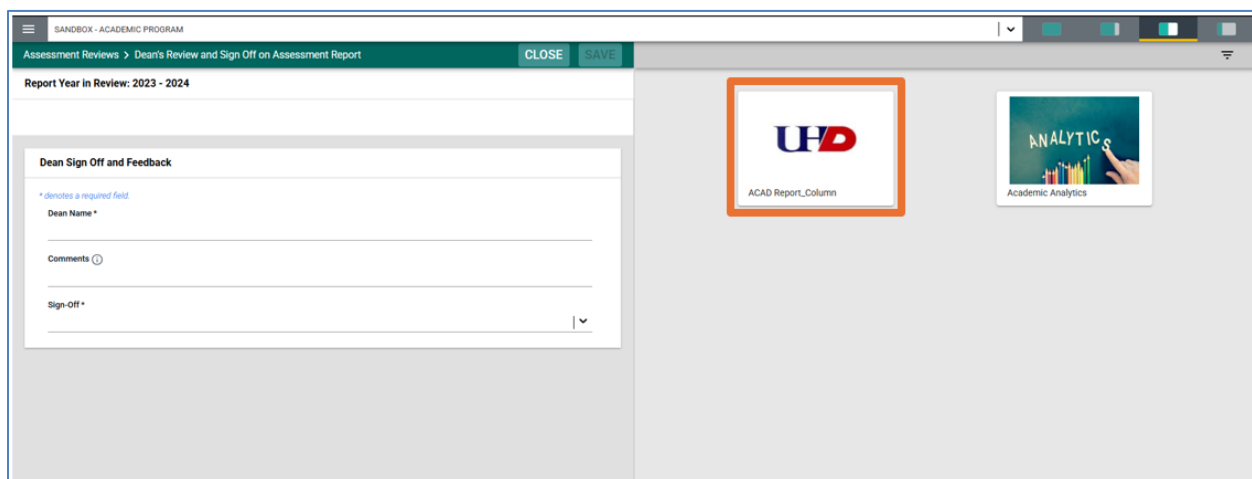 SANDBOX - ACADEMIC PROGRAM
Assessment Reviews > Dean's Review and Sign Off on Assessment Report
CLOSE
SAVE
Report Year in Review: 2023 - 2024
Dean Sign Off and Feedback
* denotes a required field.
Dean Name *
Comments
Sign-Off *
UHD
ACAD Report_Column
ANALYTICS
Academic Analytics